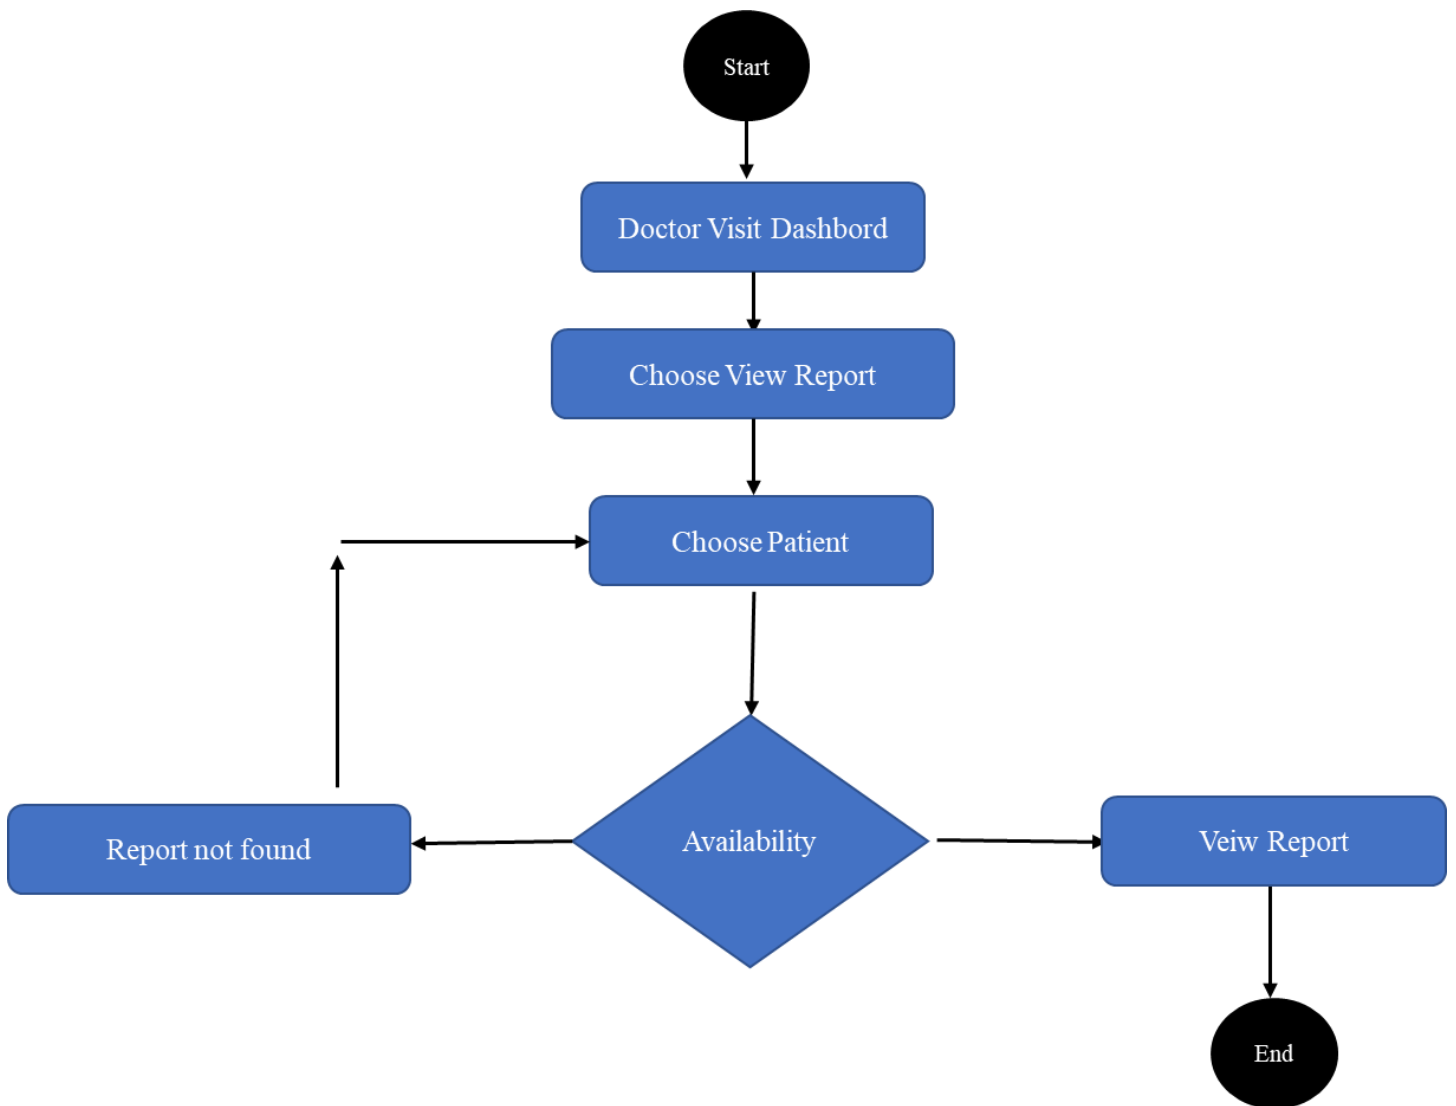 Start
Doctor Visit Dashbord
Choose View Report
Choose Patient
Availability
Report not found
Veiw Report
End